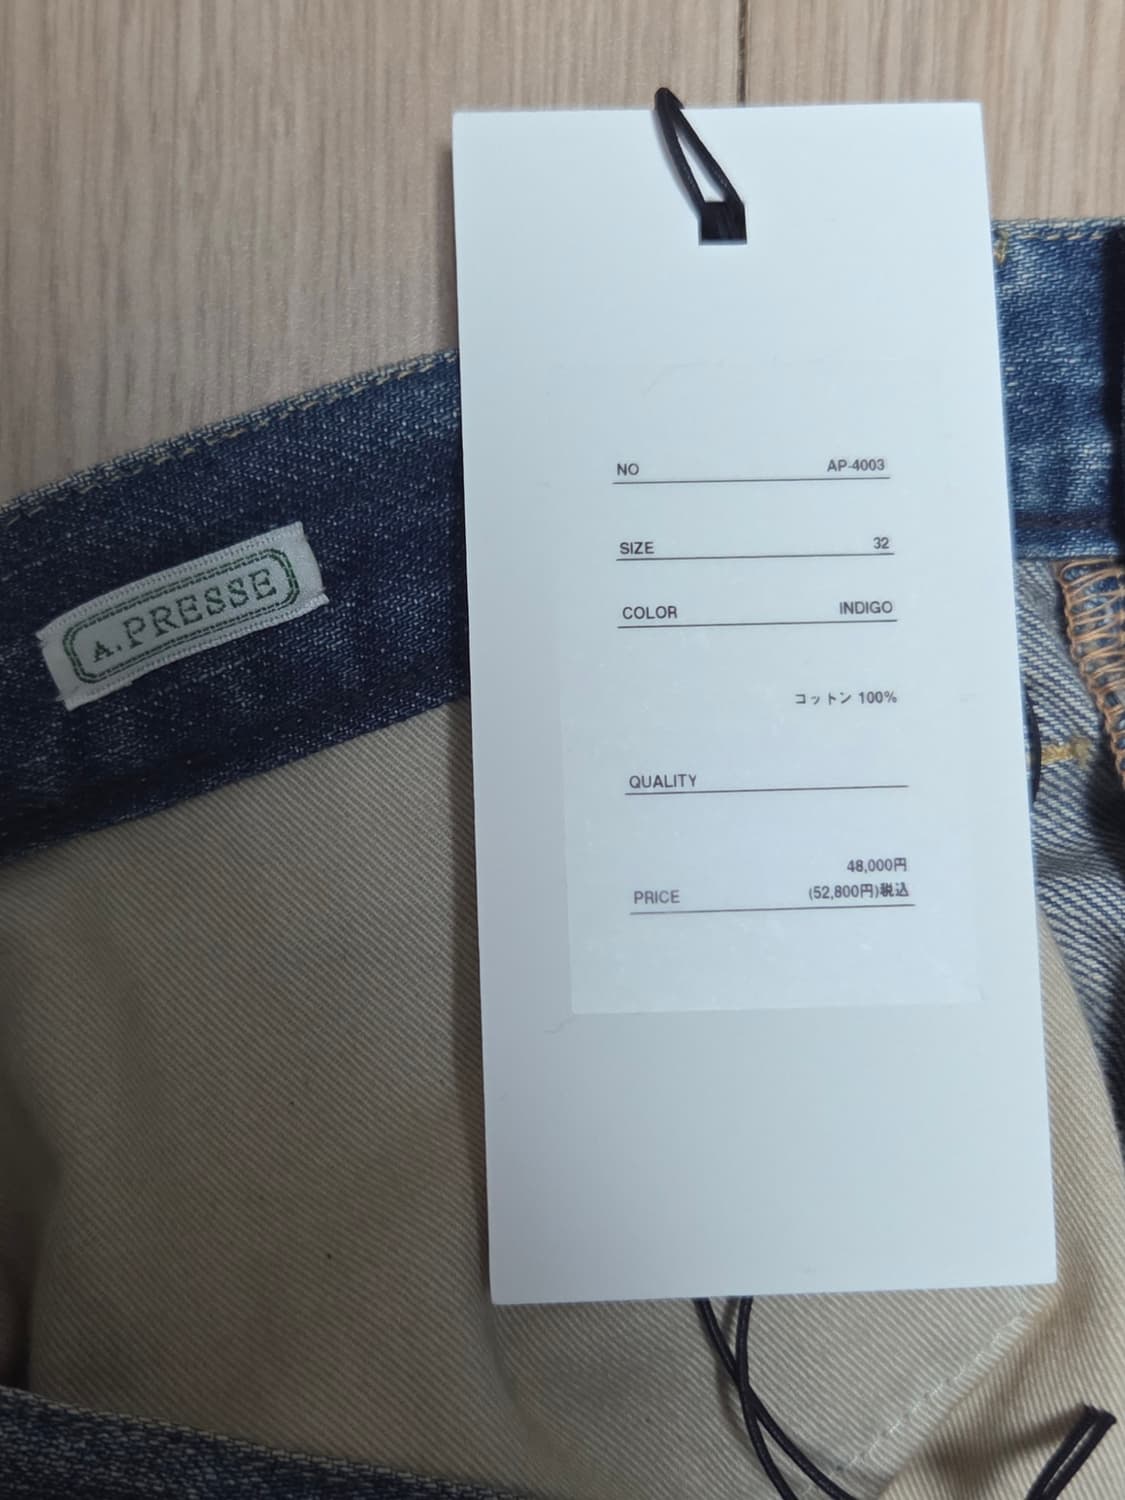 A.PRESSE
NO AP-4003
SIZE 32
COLOR INDIGO
コットン 100%
QUALITY
48,000円
PRICE (52,800円)税込